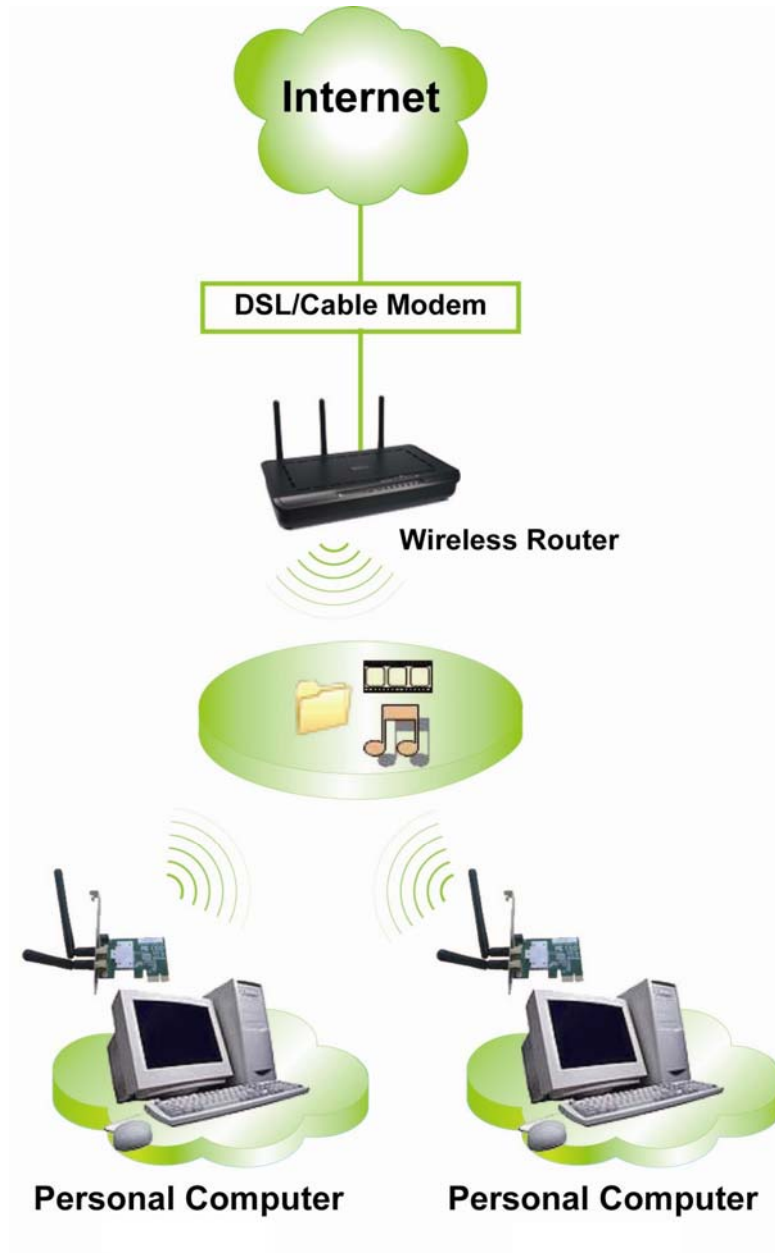 Internet
DSL/Cable Modem
Wireless Router
Personal Computer
Personal Computer